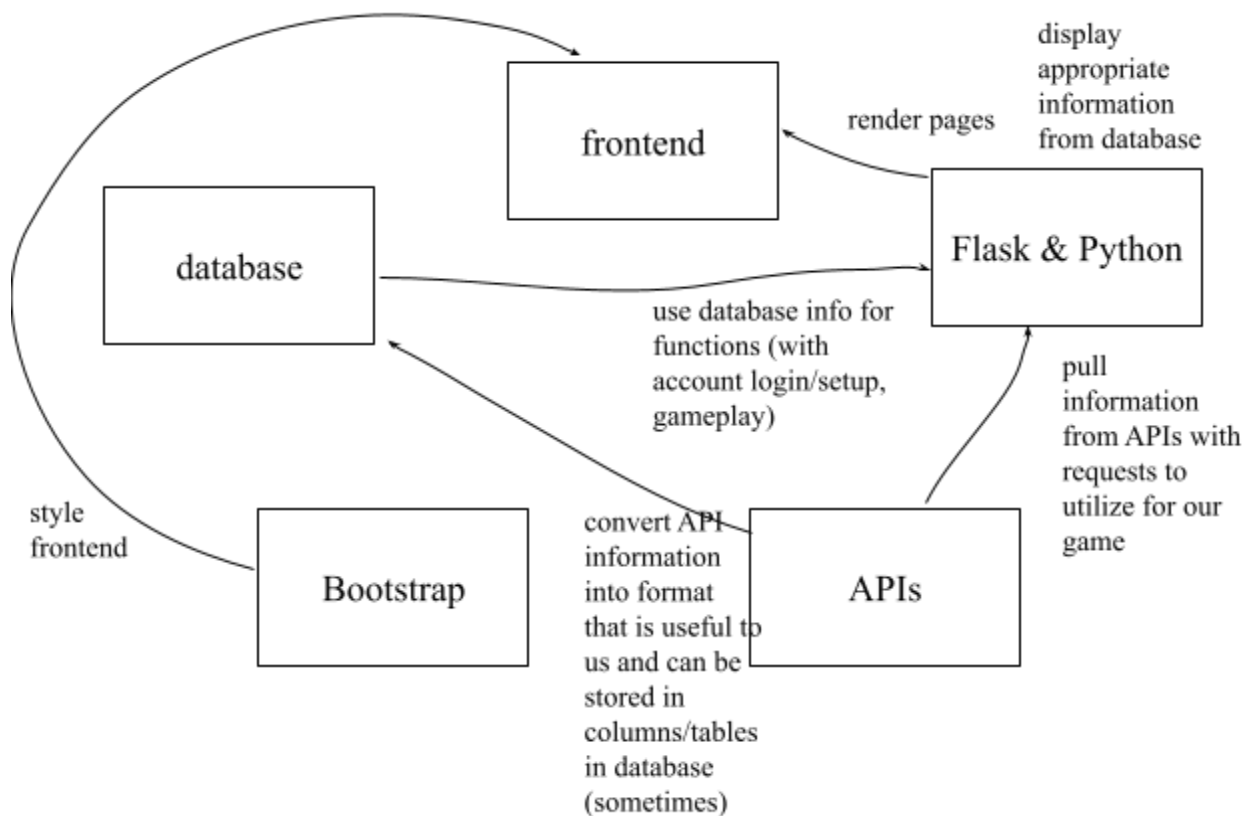 display
appropriate
information
from database
render pages
frontend
Flask & Python
database
use database info for
functions (with
account login/setup,
gameplay)
pull
information
from APIs with
requests to
utilize for our
game
style
frontend
Bootstrap
convert API
information
into format
that is useful to
us and can be
stored in
columns/tables
in database
(sometimes)
APIs